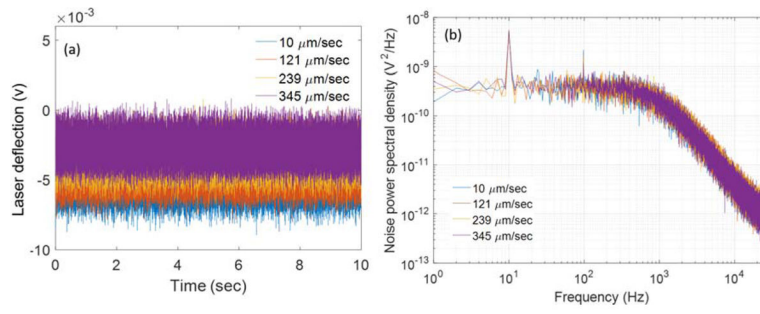 ×10⁻³
5
0
-5
-10
0
2
4
6
8
10
Laser deflection (v)
Time (sec)
(a)
10 μm/sec
121 μm/sec
239 μm/sec
345 μm/sec
10⁻⁸
10⁻⁹
10⁻¹⁰
10⁻¹¹
10⁻¹²
10⁻¹³
10⁰
10¹
10²
10³
10⁴
Noise power spectral density (V²/Hz)
Frequency (Hz)
(b)
10 μm/sec
121 μm/sec
239 μm/sec
345 μm/sec